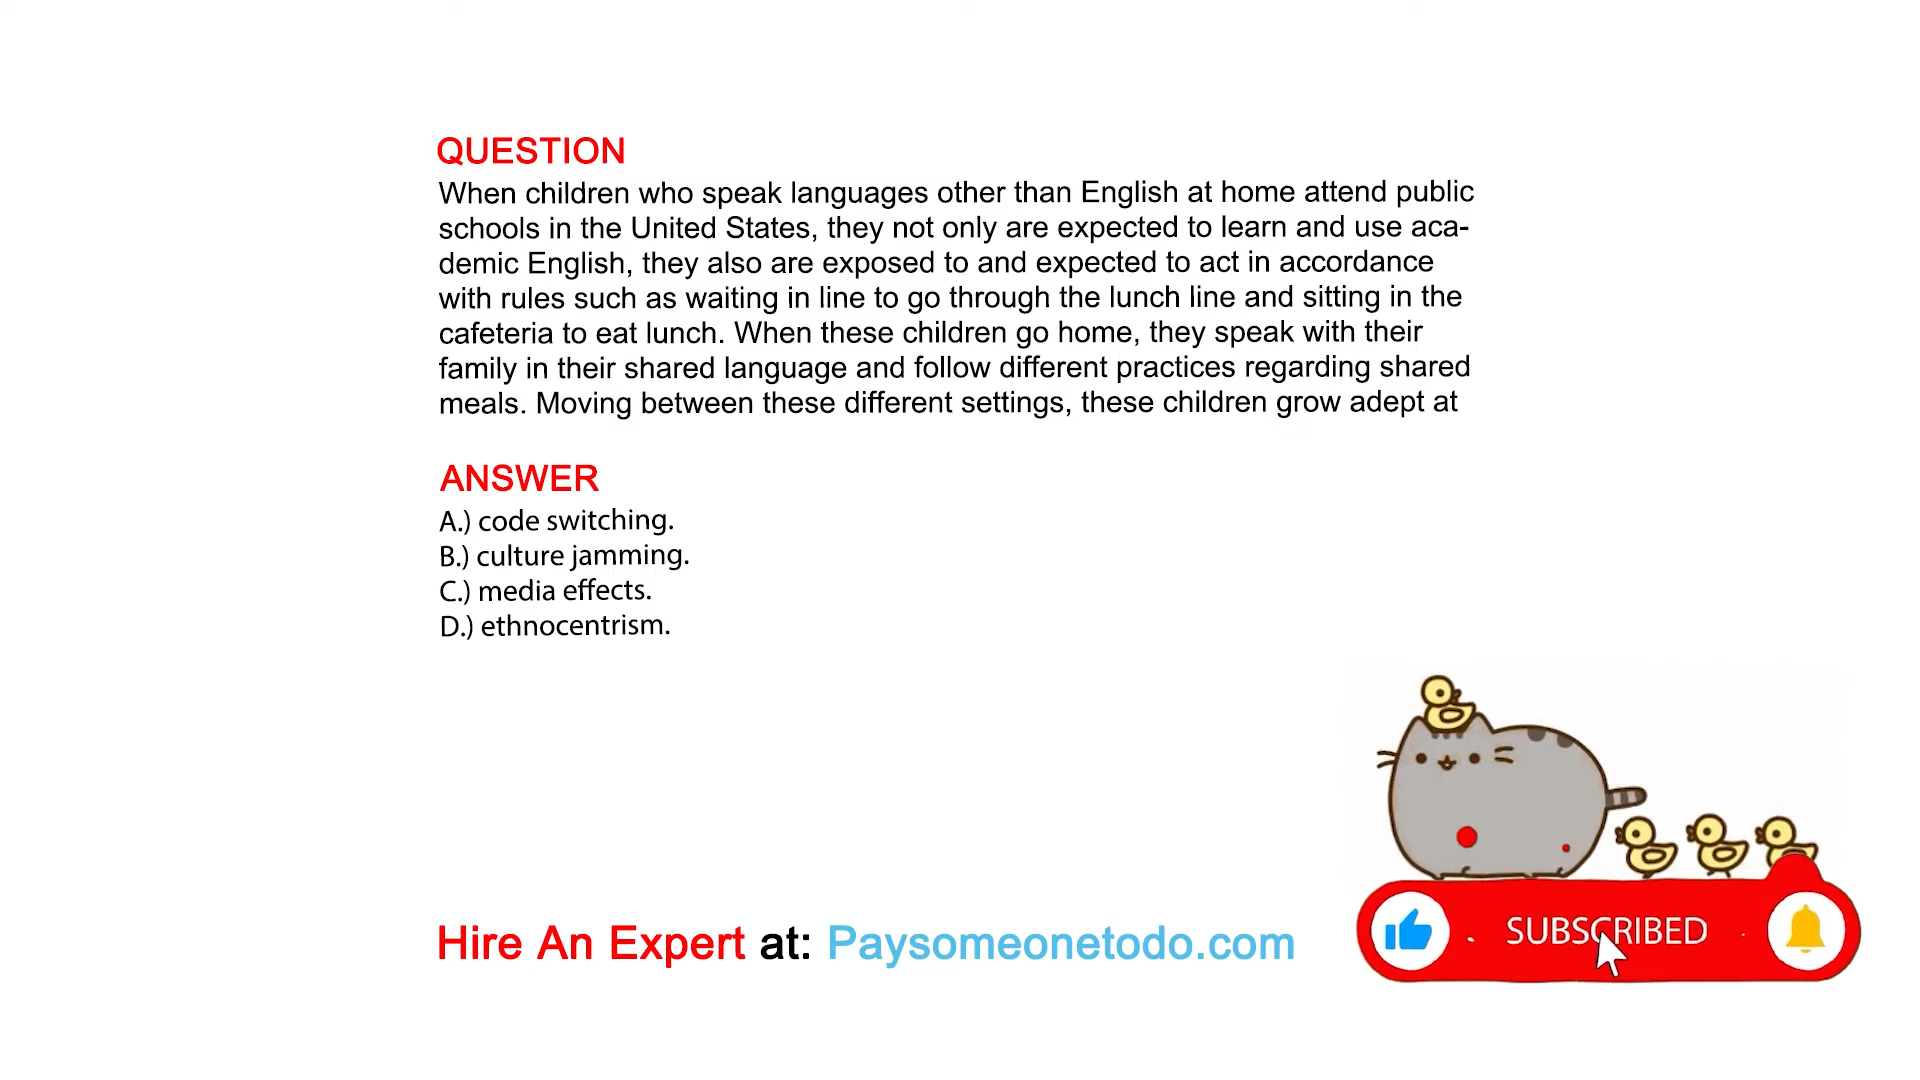 QUESTION
When children who speak languages other than English at home attend public
schools in the United States, they not only are expected to learn and use aca-
demic English, they also are exposed to and expected to act in accordance
with rules such as waiting in line to go through the lunch line and sitting in the
cafeteria to eat lunch. When these children go home, they speak with their
family in their shared language and follow different practices regarding shared
meals. Moving between these different settings, these children grow adept at
ANSWER
A.) code switching.
B.) culture jamming.
C.) media effects.
D.) ethnocentrism.
Hire An Expert at: Paysomeonetodo.com
SUBSCRIBED